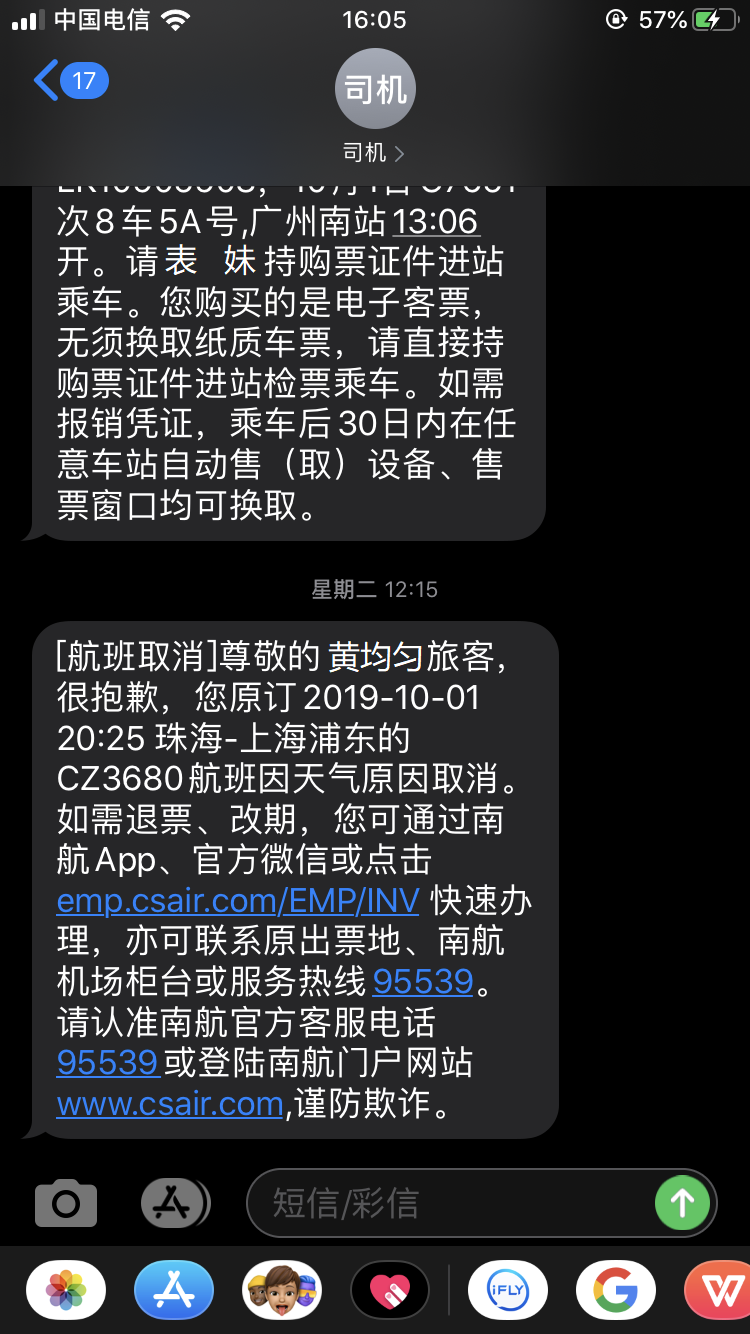 中国电信
16:05
57%
17
司机
司机
次8车5A号,广州南站13:06
开。请表 妹持购票证件进站
乘车。您购买的是电子客票，
无须换取纸质车票，请直接持
购票证件进站检票乘车。如需
报销凭证，乘车后30日内在任
意车站自动售（取）设备、售
票窗口均可换取。
星期二 12:15
[航班取消]尊敬的 黄均匀旅客，
很抱歉，您原订 2019-10-01
20:25 珠海-上海浦东的
CZ3680航班因天气原因取消。
如需退票、改期，您可通过南
航App、官方微信或点击
emp.csair.com/EMP/INV 快速办
理，亦可联系原出票地、南航
机场柜台或服务热线95539。
请认准南航官方客服电话
95539或登陆南航门户网站
www.csair.com,谨防欺诈。
短信/彩信
iFLY